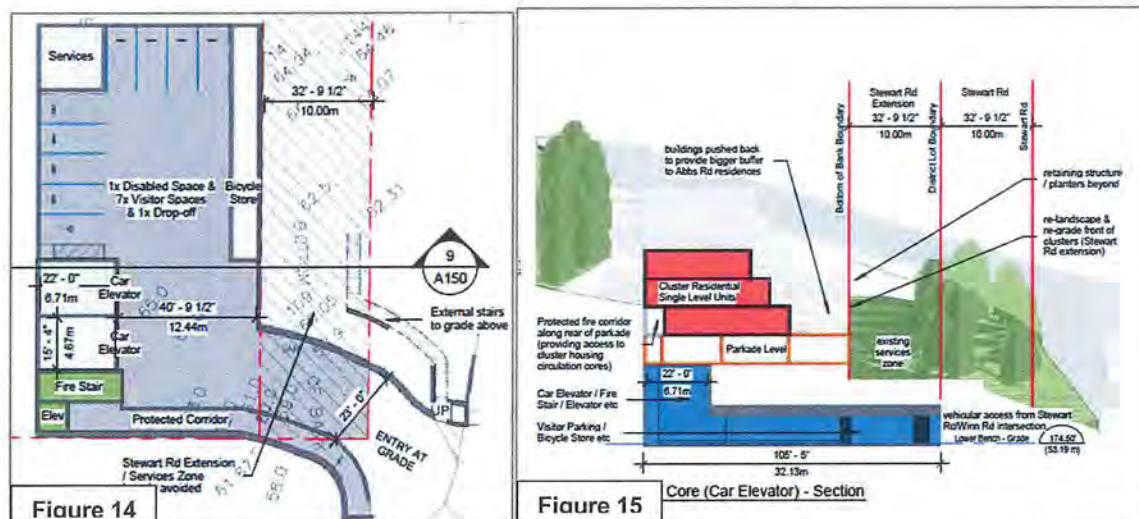 Services
32' - 9 1/2"
10.00m
1x Disabled Space &
7x Visitor Spaces
& 1x Drop-off
Bicycle
Store
62.5
62.31
9
A150
22' - 0"
6.71m
Car
Elevator
40' - 9 1/2"
12.44m
External stairs
to grade above
15' - 4"
4.67m
Car
Elevator
Fire Stair
Elev
Protected Corridor
23' - 0"
UP
ENTRY AT
GRADE
Stewart Rd Extension
/ Services Zone
avoided
58.0
Figure 14
Stewart Rd
Extension
32' - 9 1/2"
10.00m
Stewart Rd
32' - 9 1/2"
10.00m
Bottom of Bank Boundary
District Lot Boundary
Stewart Rd
buildings pushed back
to provide bigger buffer
to Abbs Rd residences
retaining structure
/ planters beyond
re-landscape &
re-grade front of
clusters (Stewart
Rd extension)
Cluster Residential
Single Level Units
Protected fire corridor
along rear of parkade
(providing access to
cluster housing
circulation cores)
Parkade Level
existing
services
zone
22' - 0"
6.71m
Car Elevator / Fire
Stair / Elevator etc
Visitor Parking /
Bicycle Store etc
vehicular access from Stewart
Rd/Winn Rd intersection
Lower Bench - Grade
174.50'
(53.19 m)
105' - 5"
32.13m
Core (Car Elevator) - Section
Figure 15